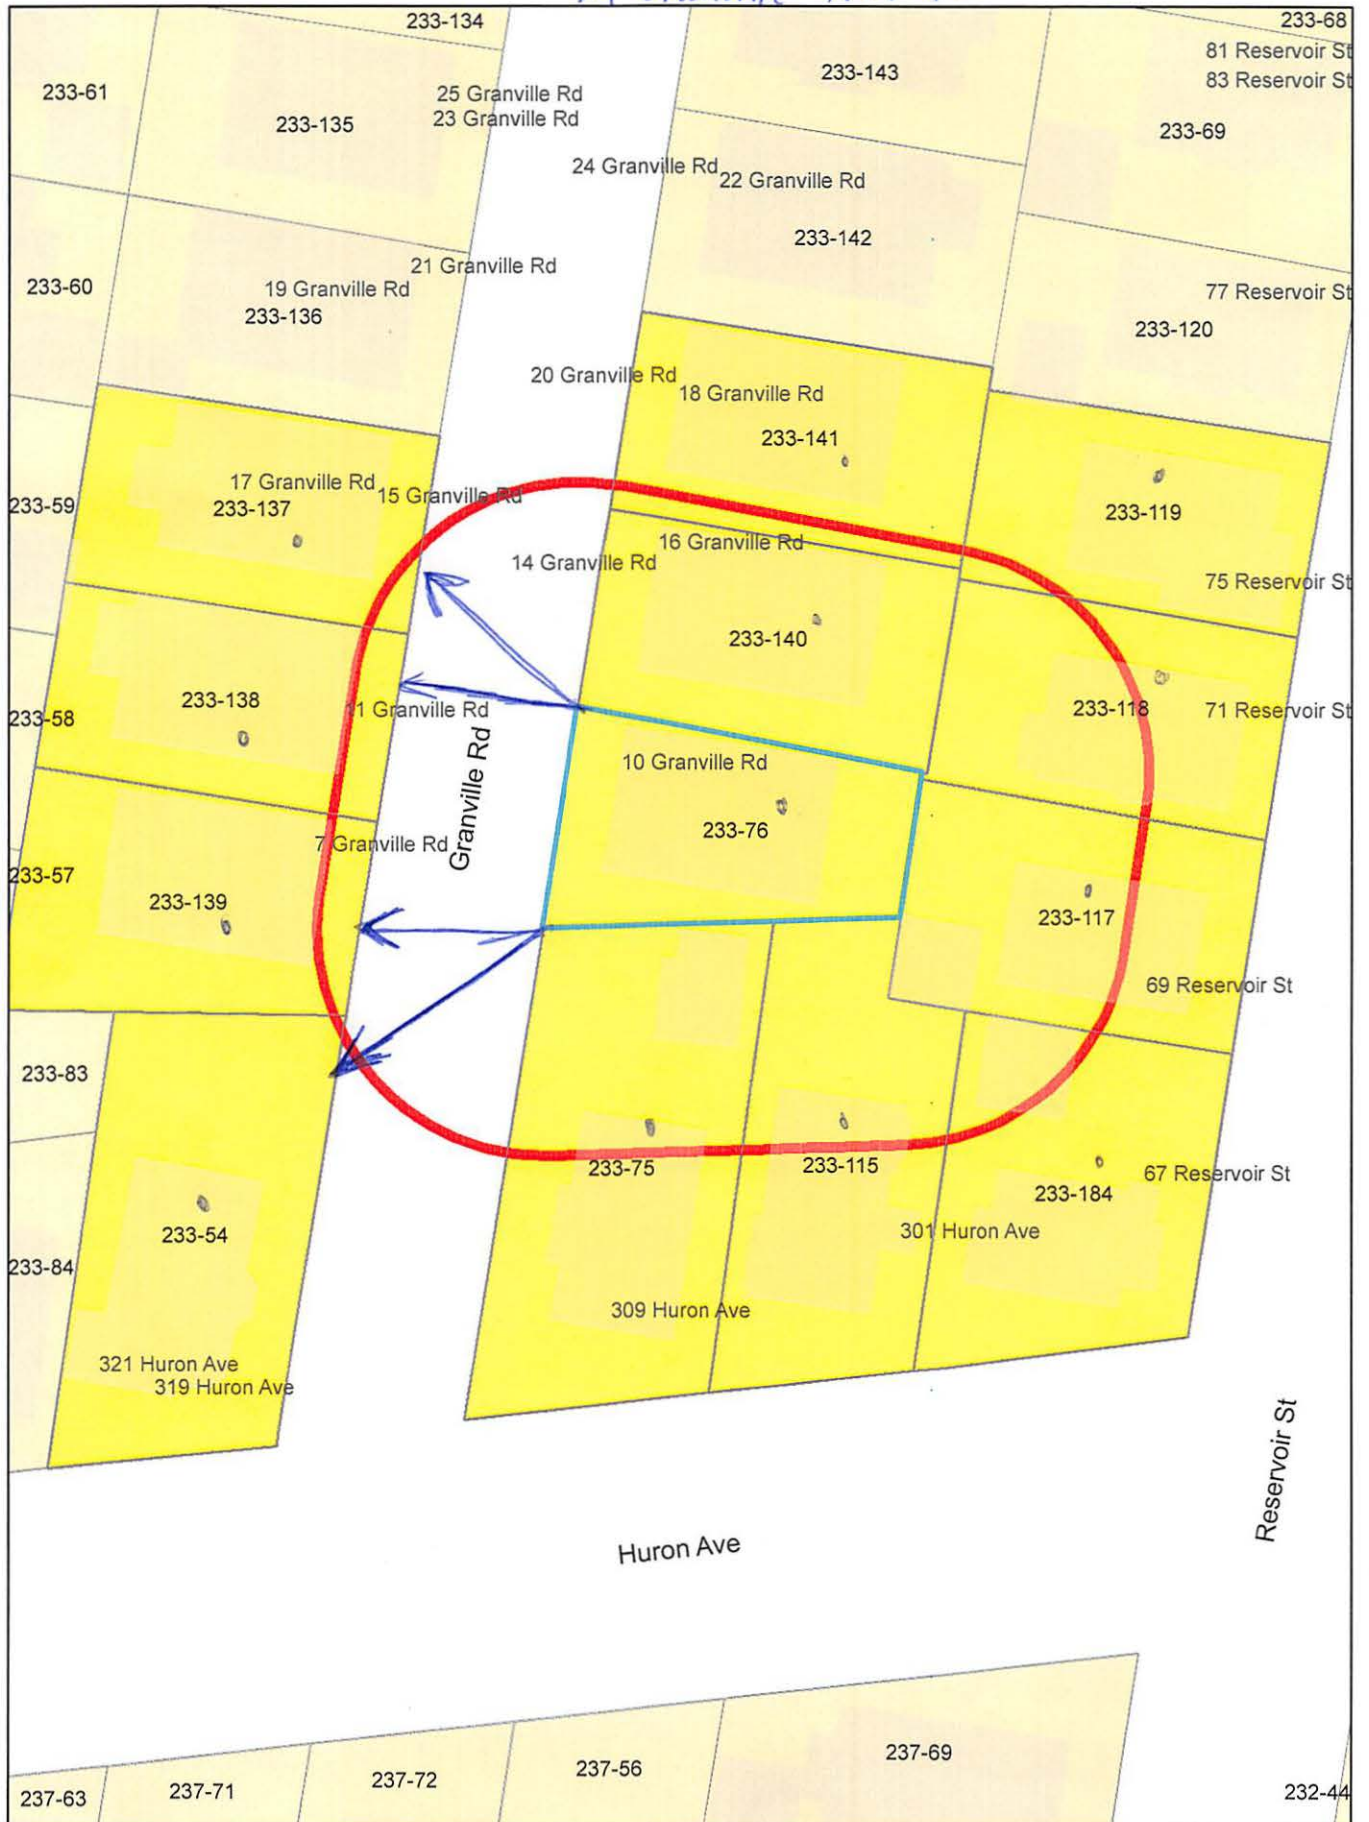 233-134
233-68
81 Reservoir St
233-143
83 Reservoir St
233-61
25 Granville Rd
23 Granville Rd
233-135
233-69
24 Granville Rd
22 Granville Rd
233-142
21 Granville Rd
233-60
19 Granville Rd
77 Reservoir St
233-136
233-120
20 Granville Rd
18 Granville Rd
233-141
17 Granville Rd
15 Granville Rd
233-59
233-137
233-119
16 Granville Rd
14 Granville Rd
75 Reservoir St
233-140
233-138
233-58
11 Granville Rd
233-118
71 Reservoir St
10 Granville Rd
Granville Rd
233-76
7 Granville Rd
233-57
233-139
233-117
69 Reservoir St
233-83
233-75
233-115
67 Reservoir St
233-184
233-54
301 Huron Ave
233-84
309 Huron Ave
321 Huron Ave
319 Huron Ave
Reservoir St
Huron Ave
237-69
237-56
237-72
237-71
237-63
232-44